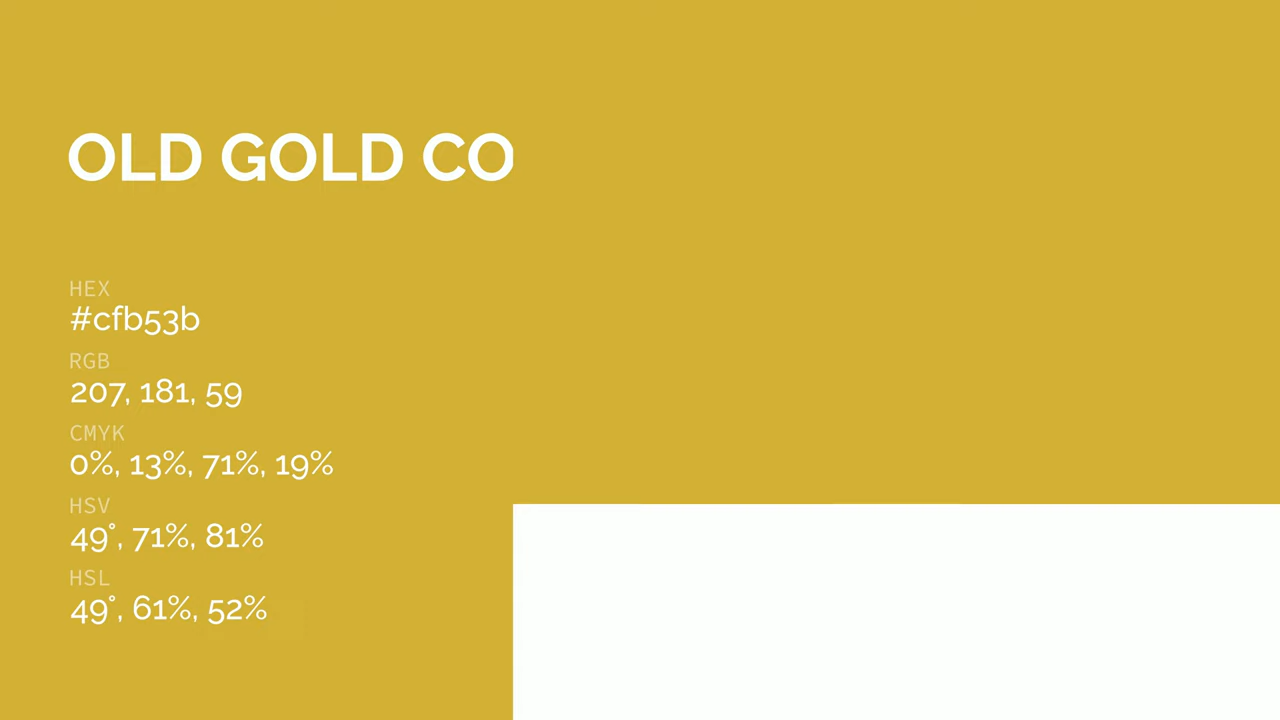 OLD GOLD CO
HEX
#cfb53b
RGB
207, 181, 59
CMYK
0%, 13%, 71%, 19%
HSV
49°, 71%, 81%
HSL
49°, 61%, 52%